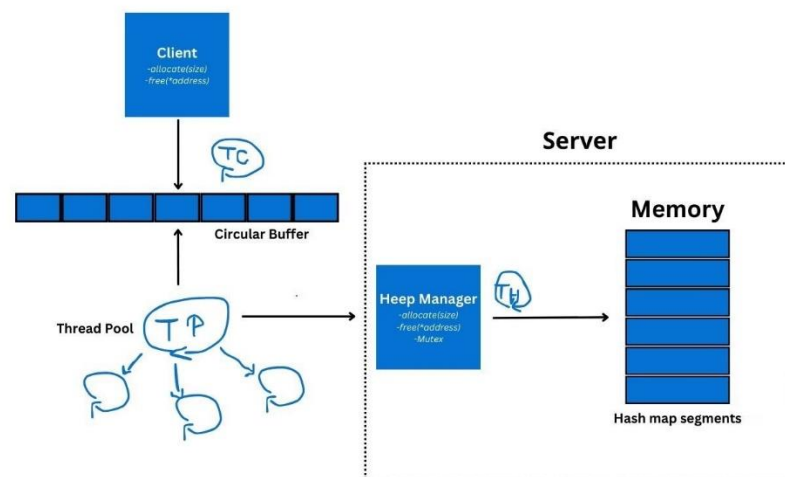 Client
-allocate(size)
-free(*address)
TC
Server
Circular Buffer
Memory
Heep Manager
-allocate(size)
-free(*address)
-Mutex
TH
Thread Pool
TP
Hash map segments